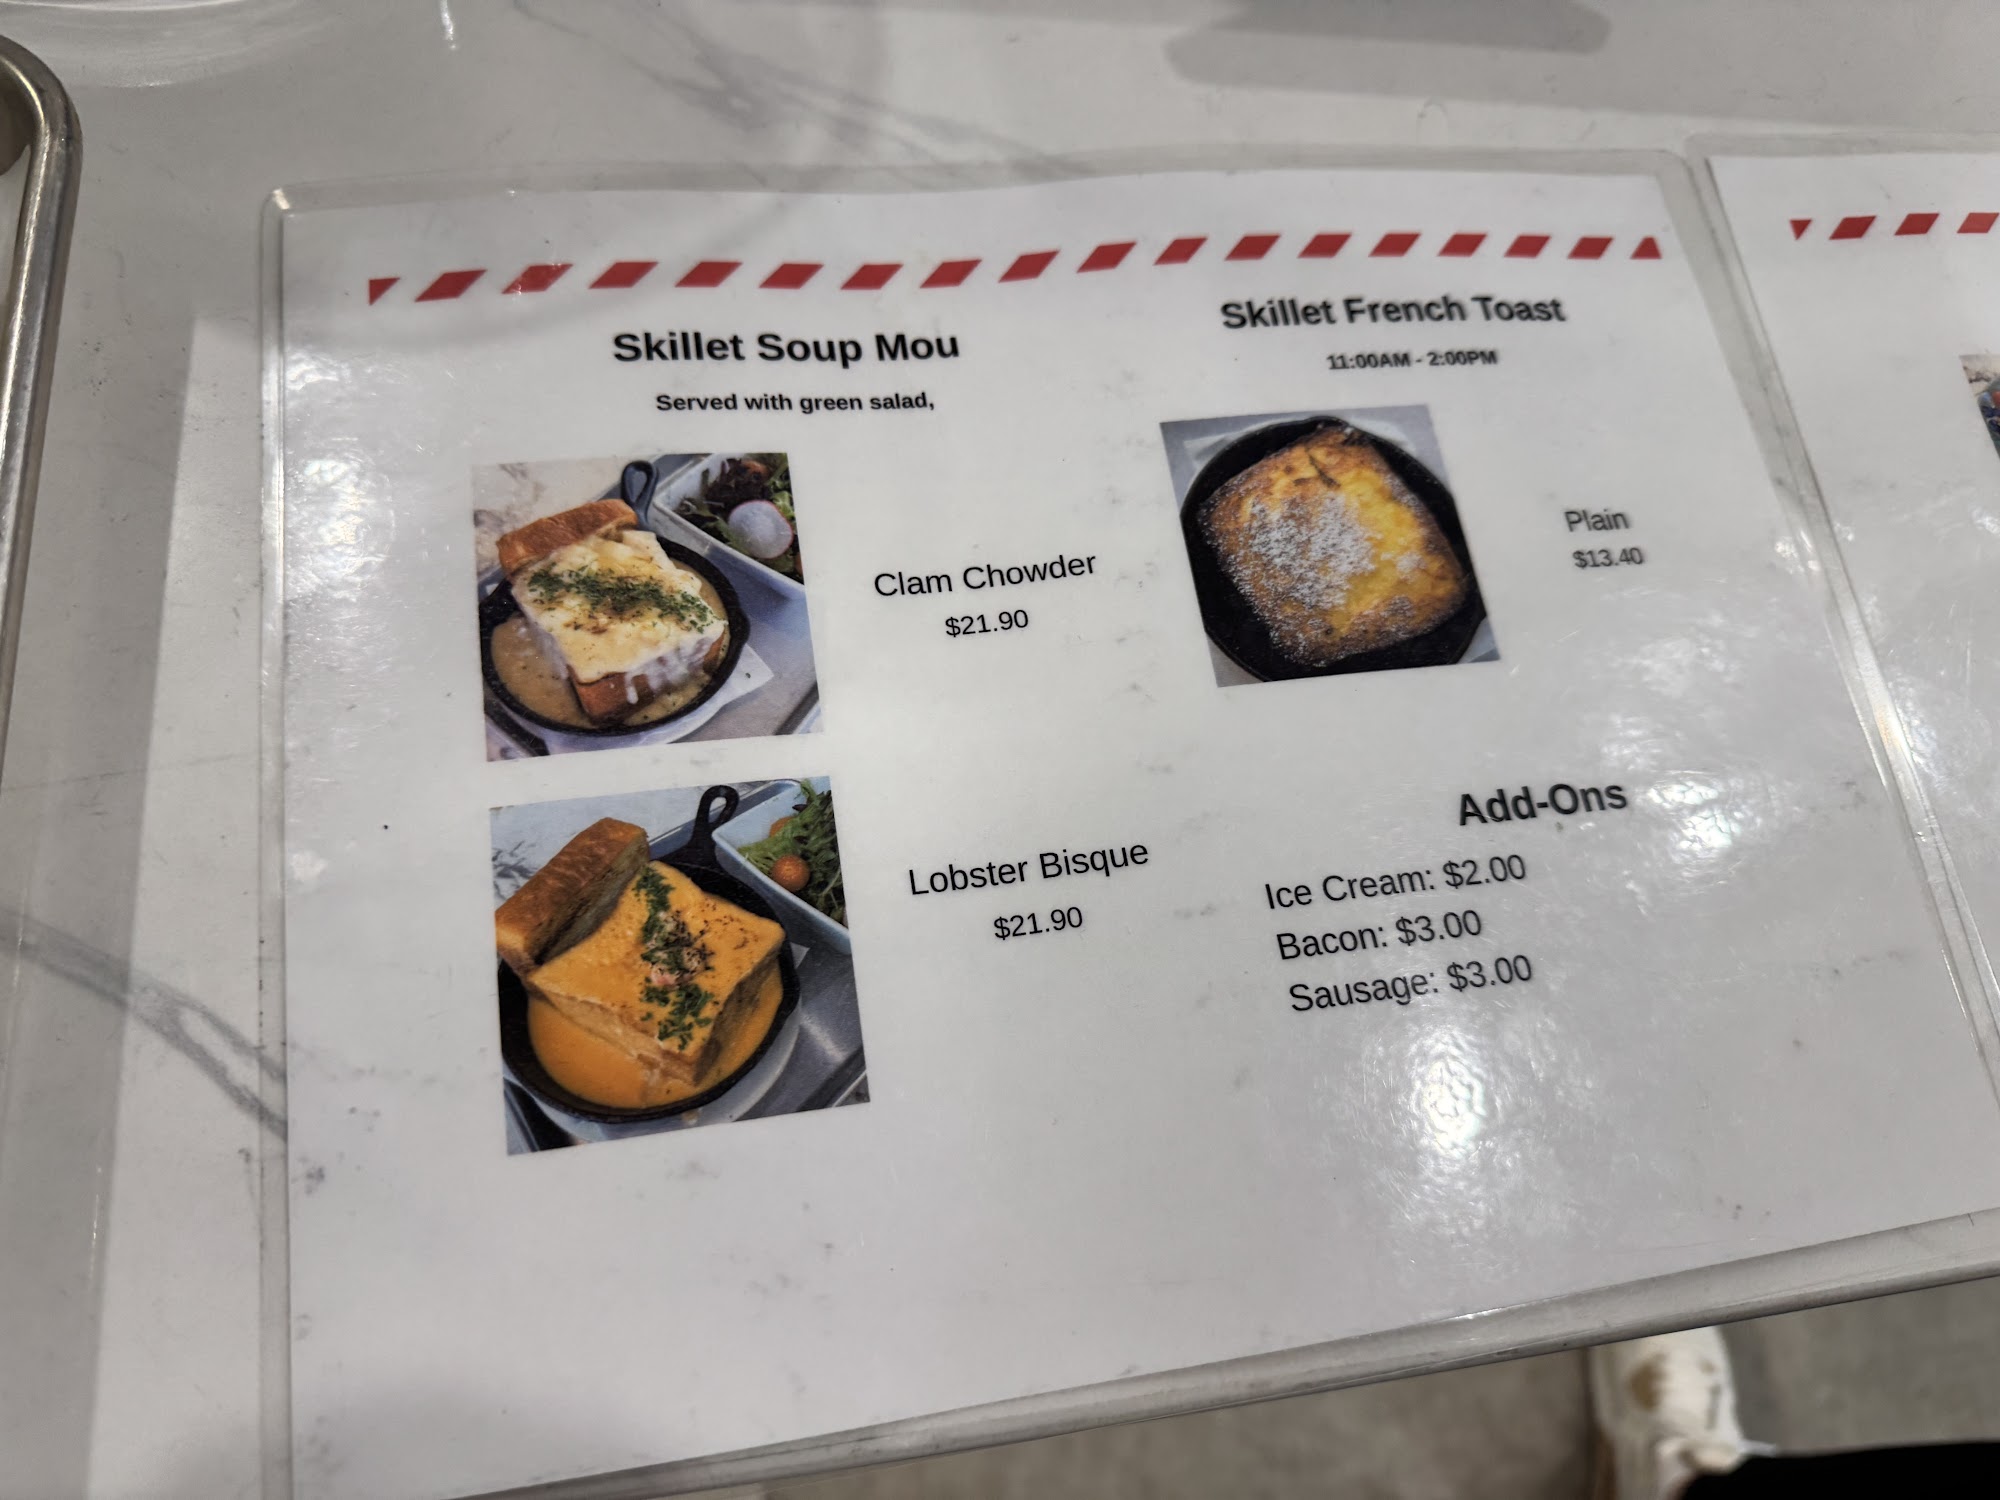 Skillet Soup Mou
Served with green salad,
Clam Chowder
$21.90
Lobster Bisque
$21.90
Skillet French Toast
11:00AM - 2:00PM
Plain
$13.40
Add-Ons
Ice Cream: $2.00
Bacon: $3.00
Sausage: $3.00